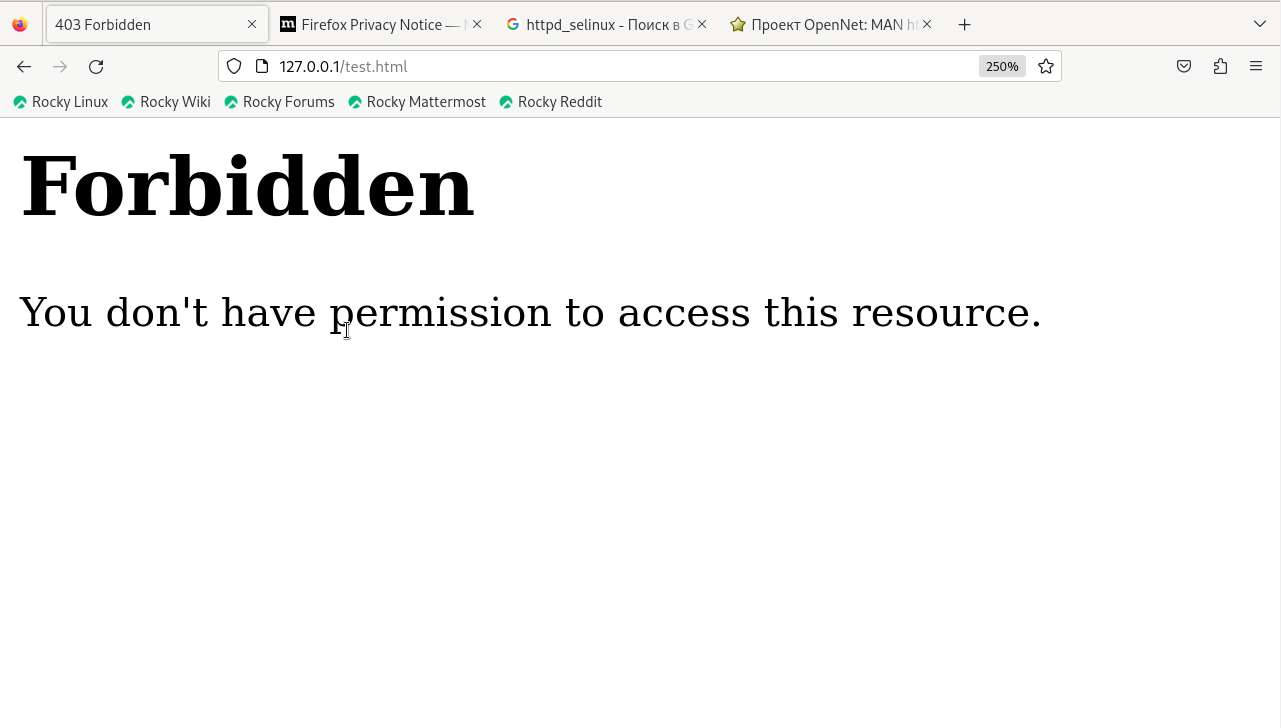 403 Forbidden
Firefox Privacy Notice —
httpd_selinux - Поиск в G
Проект OpenNet: MAN ht
127.0.0.1/test.html
250%
Rocky Linux
Rocky Wiki
Rocky Forums
Rocky Mattermost
Rocky Reddit
Forbidden
You don't have permission to access this resource.